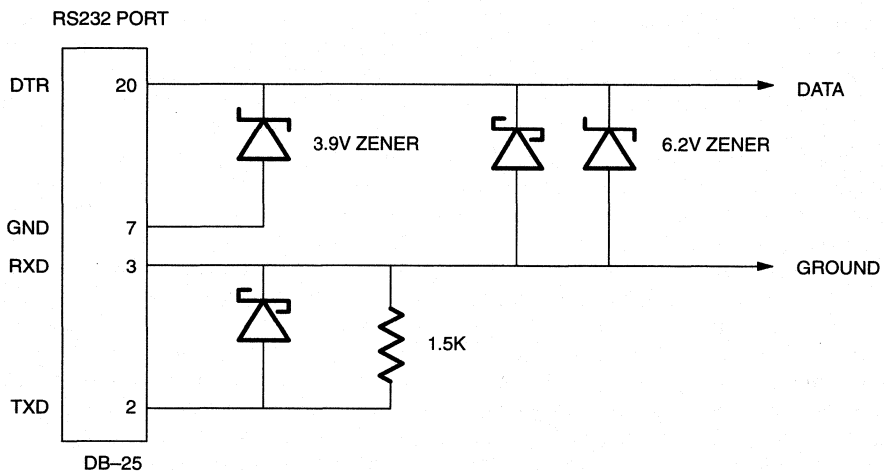 RS232 PORT
DTR 20 DATA
3.9V ZENER 6.2V ZENER
GND 7
RXD 3 GROUND
1.5K
TXD 2
DB–25